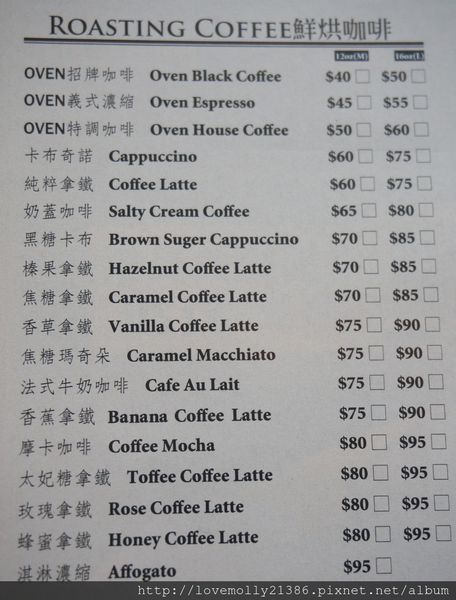 ROASTING COFFEE鮮烘咖啡
12oz(M) 16oz(L)
OVEN招牌咖啡 Oven Black Coffee $40 $50
OVEN義式濃縮 Oven Espresso $45 $55
OVEN特調咖啡 Oven House Coffee $50 $60
卡布奇諾 Cappuccino $60 $75
純粹拿鐵 Coffee Latte $60 $75
奶蓋咖啡 Salty Cream Coffee $65 $80
黑糖卡布 Brown Suger Cappuccino $70 $85
榛果拿鐵 Hazelnut Coffee Latte $70 $85
焦糖拿鐵 Caramel Coffee Latte $70 $85
香草拿鐵 Vanilla Coffee Latte $75 $90
焦糖瑪奇朵 Caramel Macchiato $75 $90
法式牛奶咖啡 Cafe Au Lait $75 $90
香蕉拿鐵 Banana Coffee Latte $75 $90
摩卡咖啡 Coffee Mocha $80 $95
太妃糖拿鐵 Toffee Coffee Latte $80 $95
玫瑰拿鐵 Rose Coffee Latte $80 $95
蜂蜜拿鐵 Honey Coffee Latte $80 $95
淇淋濃縮 Affogato $95
http://lovemolly21386.pixnet.net/album